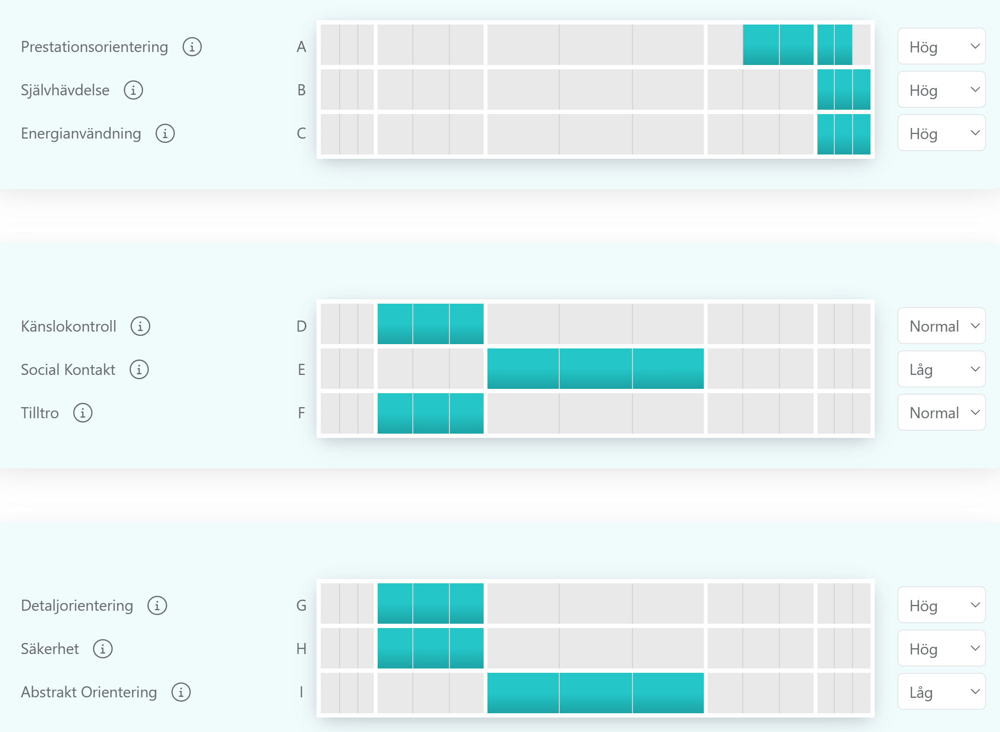 Prestationsorientering A Hög
Självhävdelse B Hög
Energianvändning C Hög
Känslokontroll D Normal
Social Kontakt E Låg
Tilltro F Normal
Detaljorientering G Hög
Säkerhet H Hög
Abstrakt Orientering I Låg